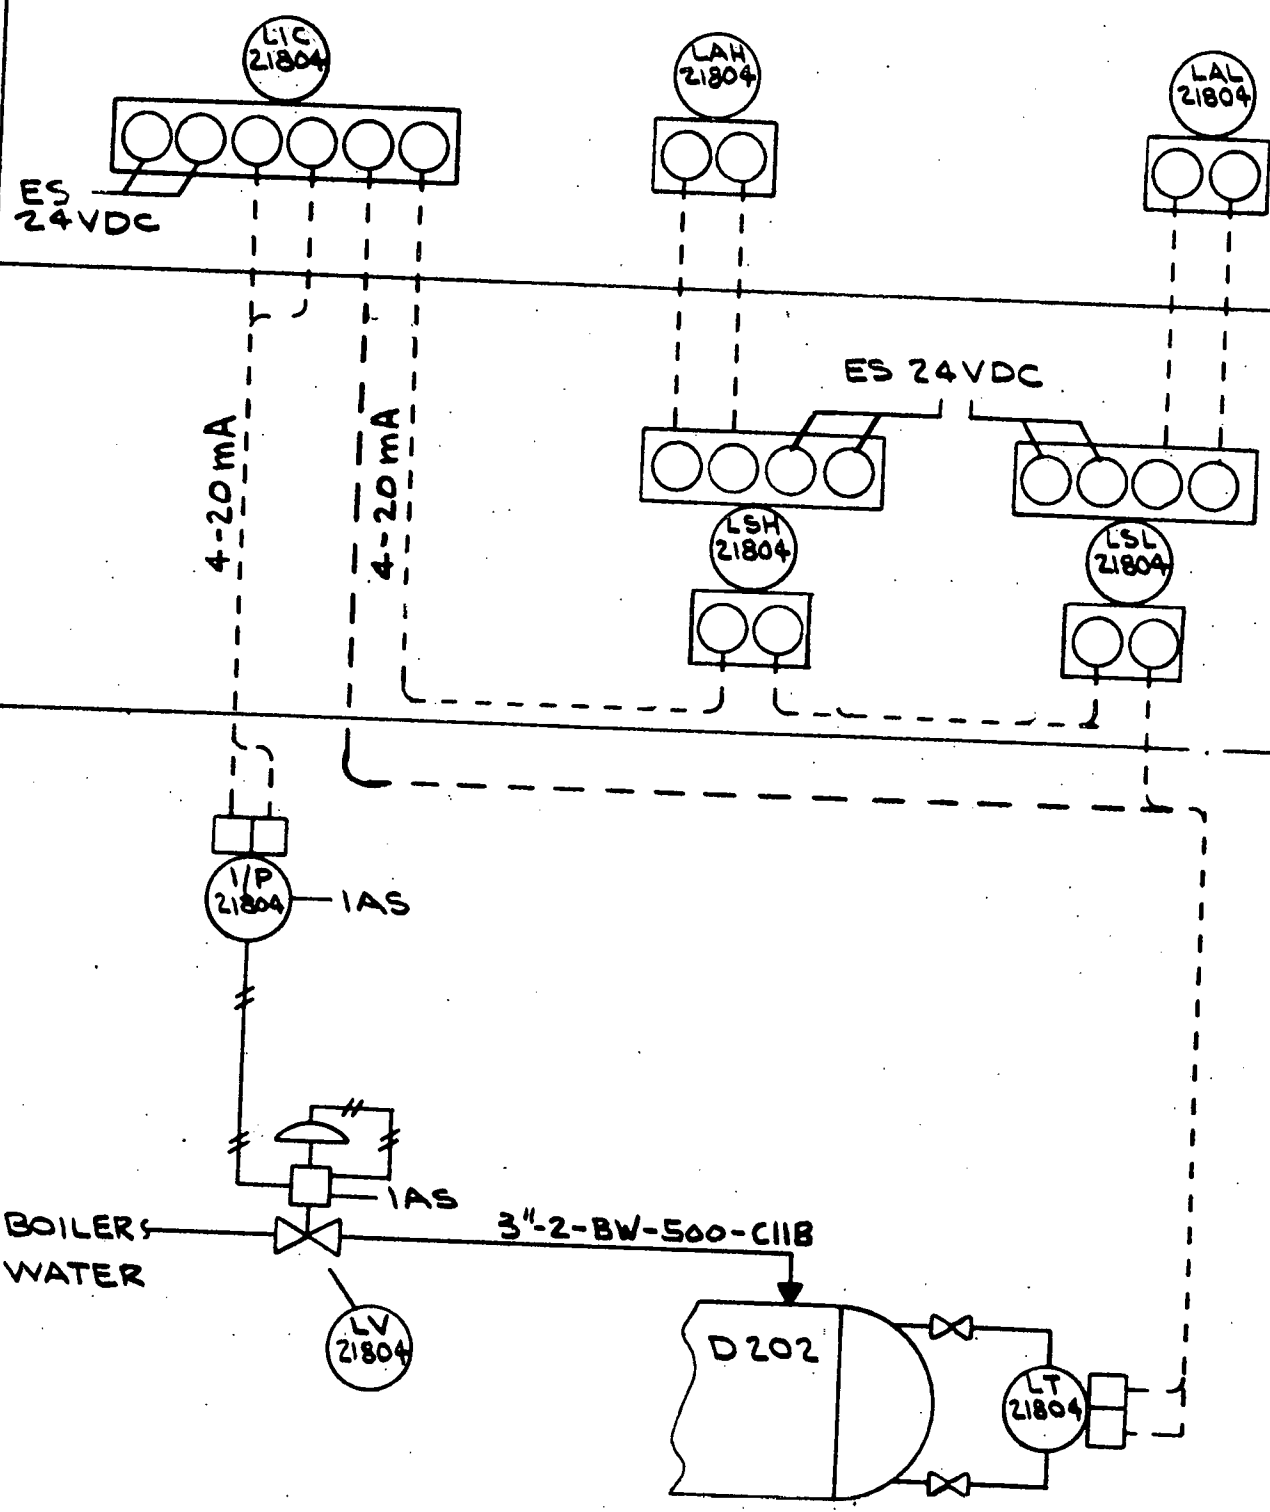 LIC
21804
LAH
21804
LAL
21804
ES
24VDC
ES 24VDC
4-20mA
4-20mA
LSH
21804
LSL
21804
I/P
21804
IAS
IAS
BOILER
WATER
3"-2-BW-500-C11B
LV
21804
D202
LT
21804